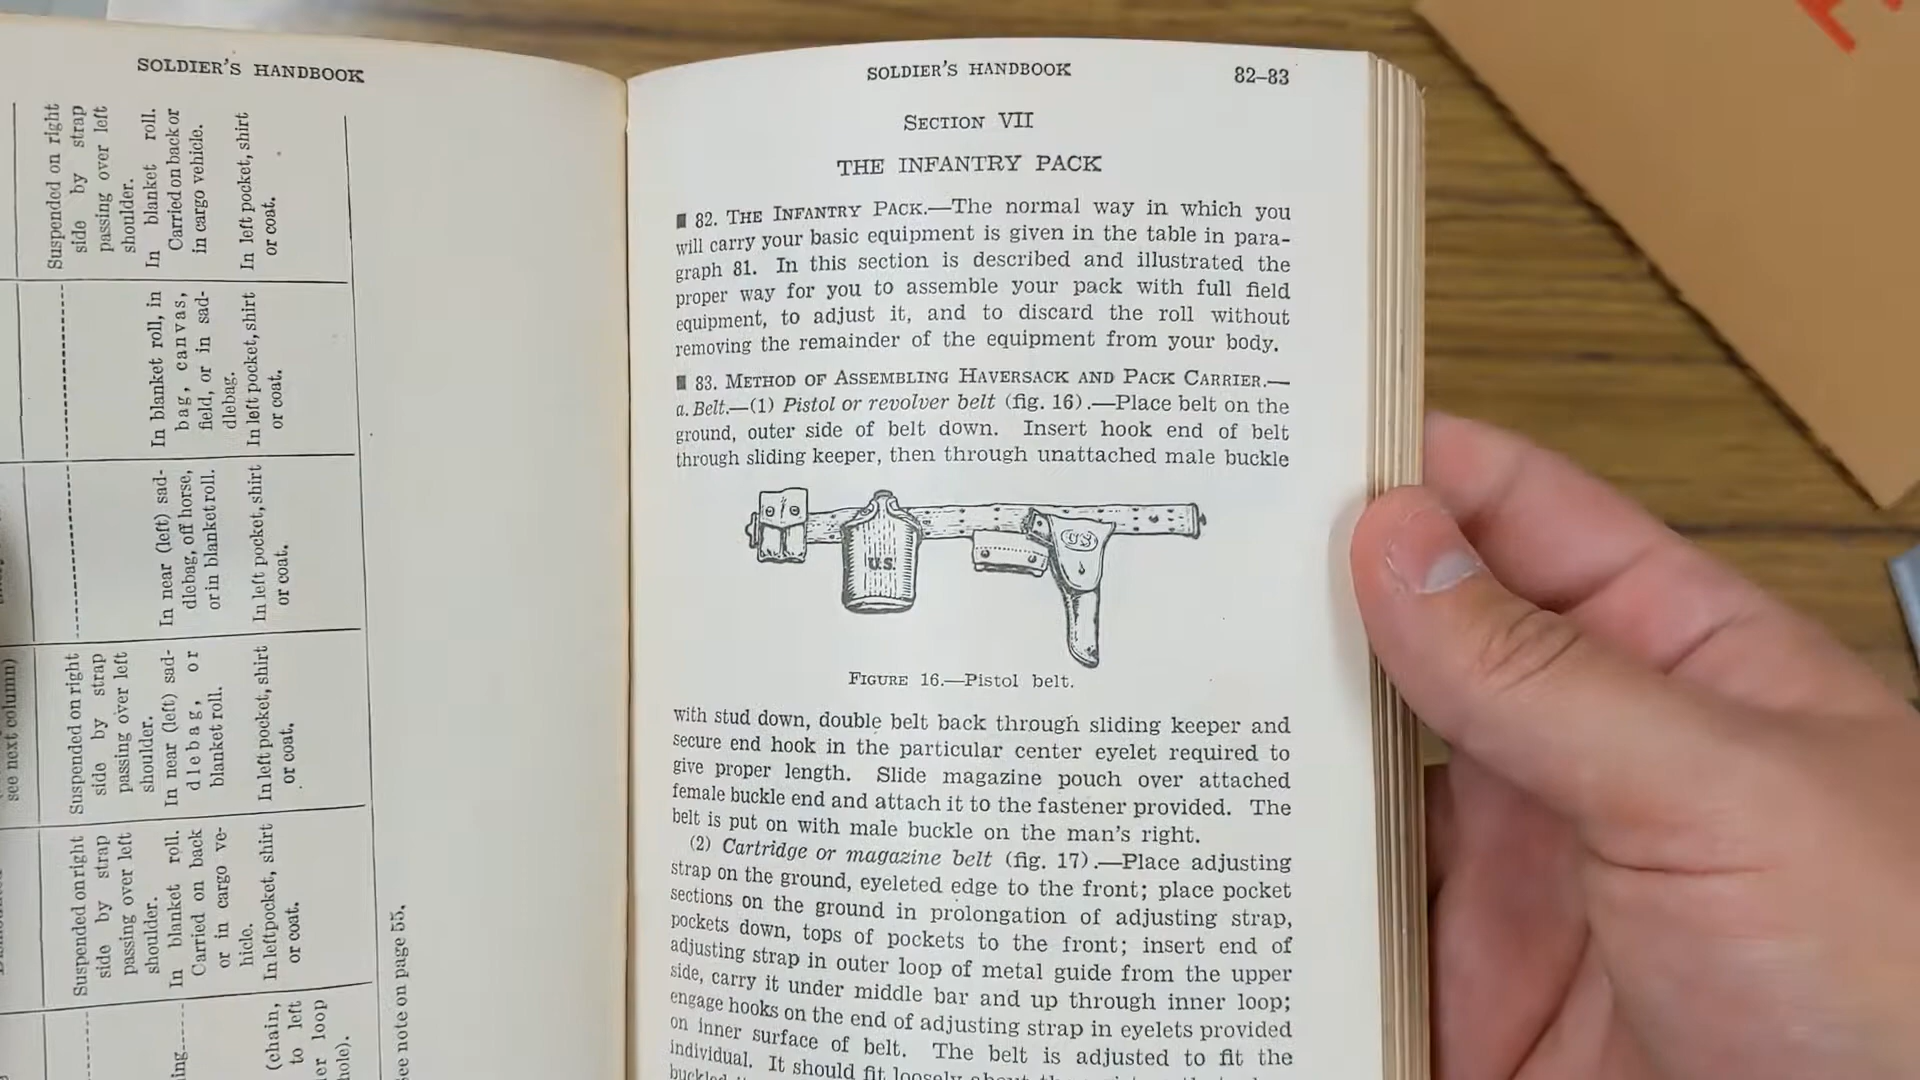 SOLDIER'S HANDBOOK
Suspended on right
side by strap
passing over left
shoulder.
In blanket roll.
Carried on back or
in cargo vehicle.
In left pocket, shirt
or coat.
In blanket roll, in
bag, canvas,
field, or in sad-
dlebag.
In left pocket, shirt
or coat.
In near (left) sad-
dlebag, off horse,
or in blanket roll.
In left pocket, shirt
or coat.
see next column)
Suspended on right
side by strap
passing over left
shoulder.
In near (left) sad-
dlebag, or
blanket roll.
In left pocket, shirt
or coat.
Suspended on right
side by strap
passing over left
shoulder.
In blanket roll.
Carried on back
or in cargo ve-
hicle.
In left pocket, shirt
or coat.
(chain,
to left
loop
hole).
see note on page 55.
SOLDIER'S HANDBOOK 82–83
SECTION VII
THE INFANTRY PACK
■ 82. THE INFANTRY PACK.—The normal way in which you
will carry your basic equipment is given in the table in para-
graph 81. In this section is described and illustrated the
proper way for you to assemble your pack with full field
equipment, to adjust it, and to discard the roll without
removing the remainder of the equipment from your body.
■ 83. METHOD OF ASSEMBLING HAVERSACK AND PACK CARRIER.—
a. Belt.—(1) Pistol or revolver belt (fig. 16).—Place belt on the
ground, outer side of belt down. Insert hook end of belt
through sliding keeper, then through unattached male buckle
U.S.
US
FIGURE 16.—Pistol belt.
with stud down, double belt back through sliding keeper and
secure end hook in the particular center eyelet required to
give proper length. Slide magazine pouch over attached
female buckle end and attach it to the fastener provided. The
belt is put on with male buckle on the man's right.
(2) Cartridge or magazine belt (fig. 17).—Place adjusting
strap on the ground, eyeleted edge to the front; place pocket
sections on the ground in prolongation of adjusting strap,
pockets down, tops of pockets to the front; insert end of
adjusting strap in outer loop of metal guide from the upper
side, carry it under middle bar and up through inner loop;
engage hooks on the end of adjusting strap in eyelets provided
on inner surface of belt. The belt is adjusted to fit the
individual. It should fit loosely